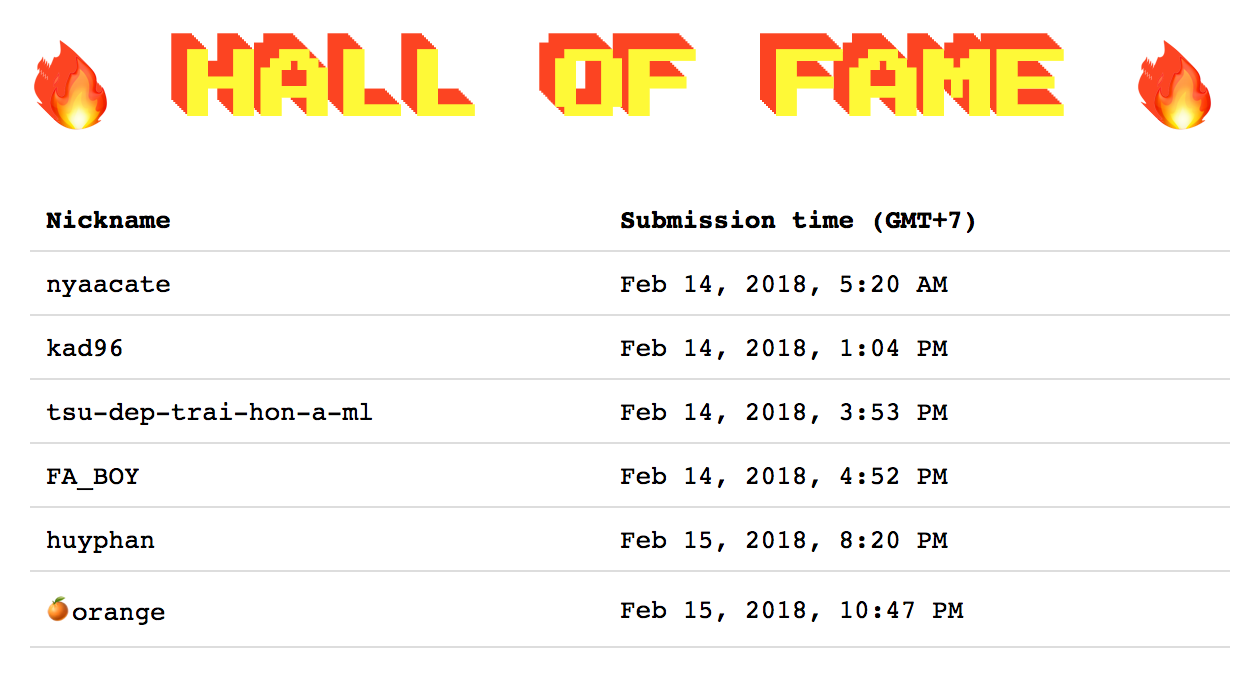 HALL OF FAME
Nickname Submission time (GMT+7)
nyaacate Feb 14, 2018, 5:20 AM
kad96 Feb 14, 2018, 1:04 PM
tsu-dep-trai-hon-a-ml Feb 14, 2018, 3:53 PM
FA_BOY Feb 14, 2018, 4:52 PM
huyphan Feb 15, 2018, 8:20 PM
🍊orange Feb 15, 2018, 10:47 PM